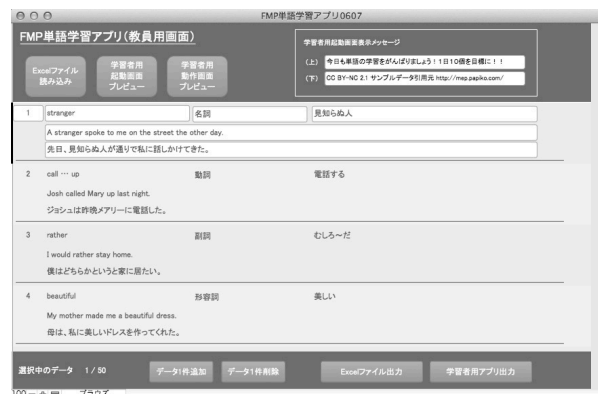 FMP単語学習アプリ0607
FMP単語学習アプリ(教員用画面)
Excelファイル
読み込み
学習者用
起動画面
プレビュー
学習者用
動作画面
プレビュー
学習者用起動画面表示メッセージ
(上) 今日も単語の学習をがんばりましょう!1日10個を目標に!!
(下) CC BY-NC 2.1 サンプルデータ引用元 http://mep.papiko.com/
1 stranger 名詞 見知らぬ人
A stranger spoke to me on the street the other day.
先日、見知らぬ人が通りで私に話しかけてきた。
2 call … up 動詞 電話する
Josh called Mary up last night.
ジョシュは昨晩メアリーに電話した。
3 rather 副詞 むしろ~だ
I would rather stay home.
僕はどちらかというと家に居たい。
4 beautiful 形容詞 美しい
My mother made me a beautiful dress.
母は、私に美しいドレスを作ってくれた。
選択中のデータ 1 / 50 データ1件追加 データ1件削除 Excelファイル出力 学習者用アプリ出力
100 ブラウズ